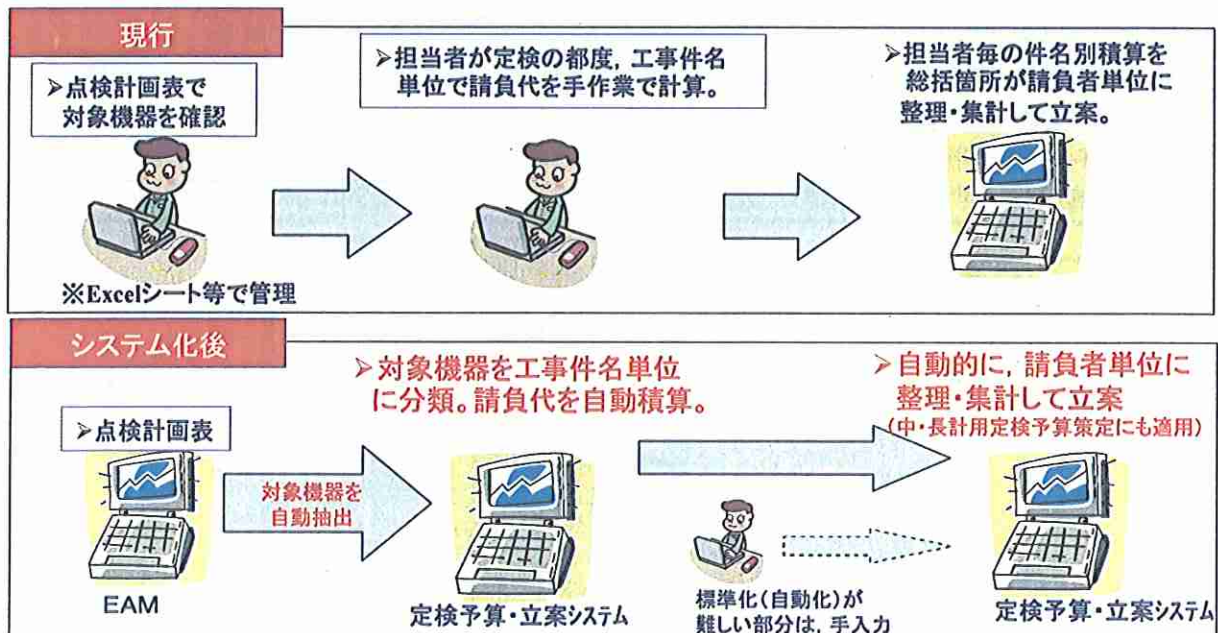 現行
➢点検計画表で
対象機器を確認
※Excelシート等で管理
➢担当者が定検の都度，工事件名
単位で請負代を手作業で計算。
➢担当者毎の件名別積算を
総括箇所が請負者単位に
整理・集計して立案。
システム化後
➢点検計画表
EAM
対象機器を
自動抽出
➢対象機器を工事件名単位
に分類。請負代を自動積算。
定検予算・立案システム
標準化（自動化）が
難しい部分は，手入力
➢自動的に，請負者単位に
整理・集計して立案
（中・長計用定検予算策定にも適用）
定検予算・立案システム